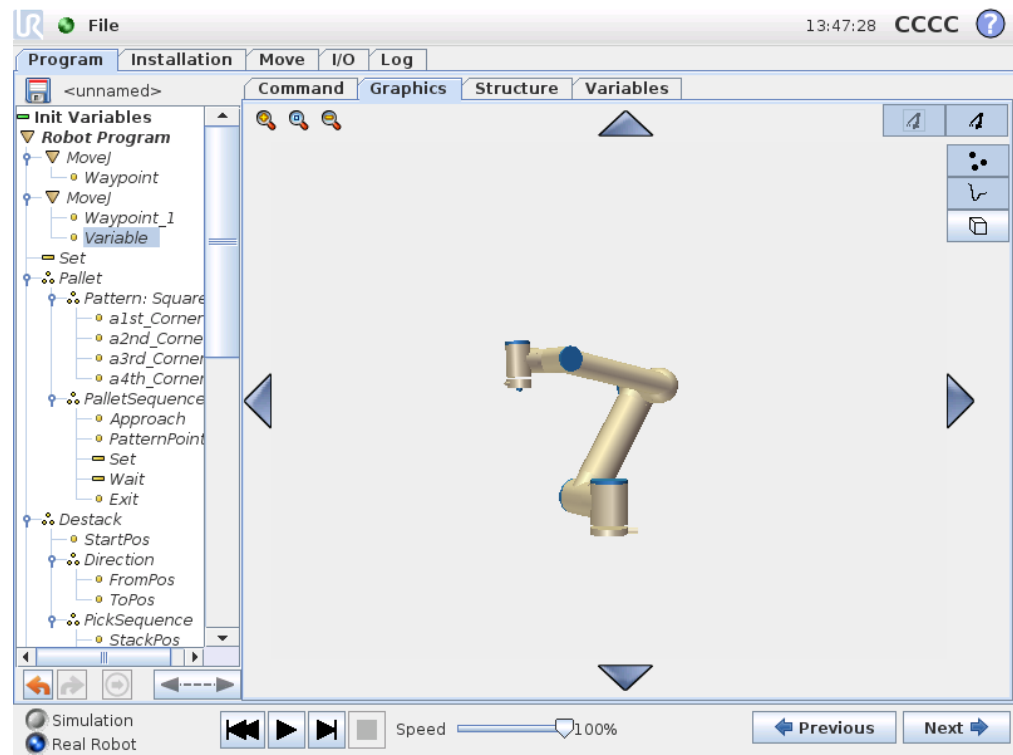 UR File 13:47:28 CCCC ?
Program Installation Move I/O Log
<unnamed> Command Graphics Structure Variables
Init Variables
Robot Program
MoveJ
Waypoint
MoveJ
Waypoint_1
Variable
Set
Pallet
Pattern: Square
a1st_Corner
a2nd_Corne
a3rd_Corner
a4th_Corner
PalletSequence
Approach
PatternPoint
Set
Wait
Exit
Destack
StartPos
Direction
FromPos
ToPos
PickSequence
StackPos
Simulation
Real Robot
Speed 100% Previous Next